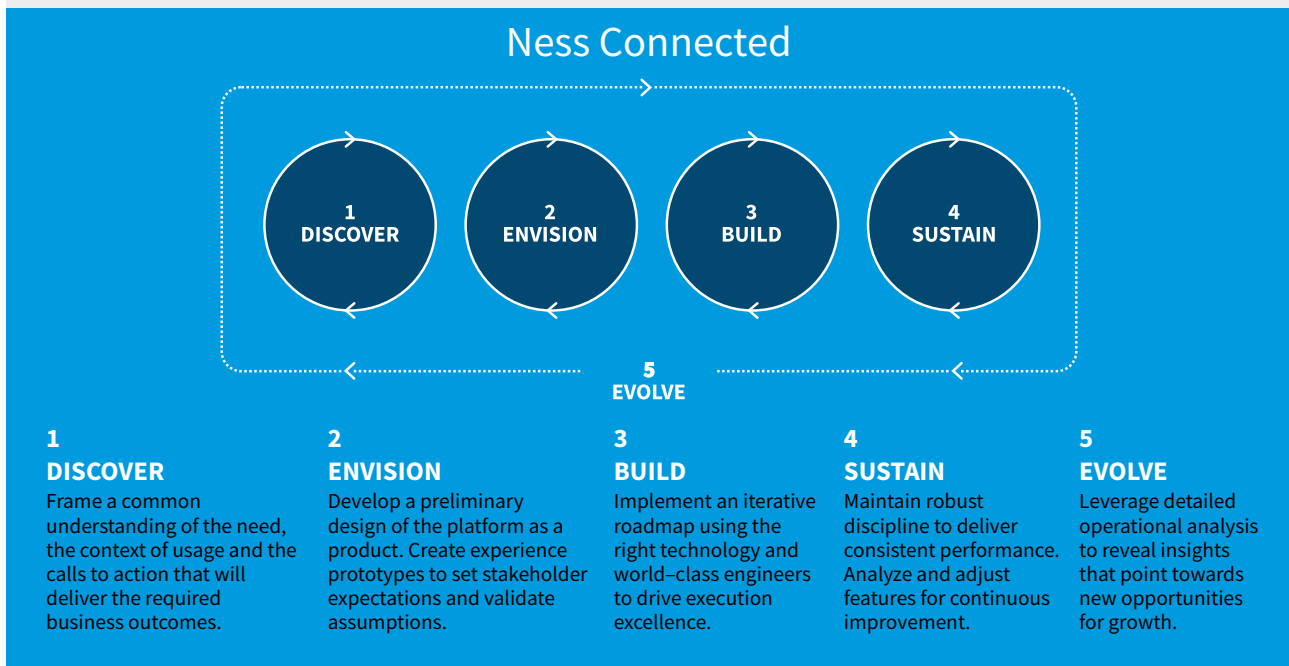 Ness Connected
1
DISCOVER
2
ENVISION
3
BUILD
4
SUSTAIN
5
EVOLVE
1
DISCOVER
Frame a common
understanding of the need,
the context of usage and the
calls to action that will
deliver the required
business outcomes.
2
ENVISION
Develop a preliminary
design of the platform as a
product. Create experience
prototypes to set stakeholder
expectations and validate
assumptions.
3
BUILD
Implement an iterative
roadmap using the
right technology and
world–class engineers
to drive execution
excellence.
4
SUSTAIN
Maintain robust
discipline to deliver
consistent performance.
Analyze and adjust
features for continuous
improvement.
5
EVOLVE
Leverage detailed
operational analysis
to reveal insights
that point towards
new opportunities
for growth.